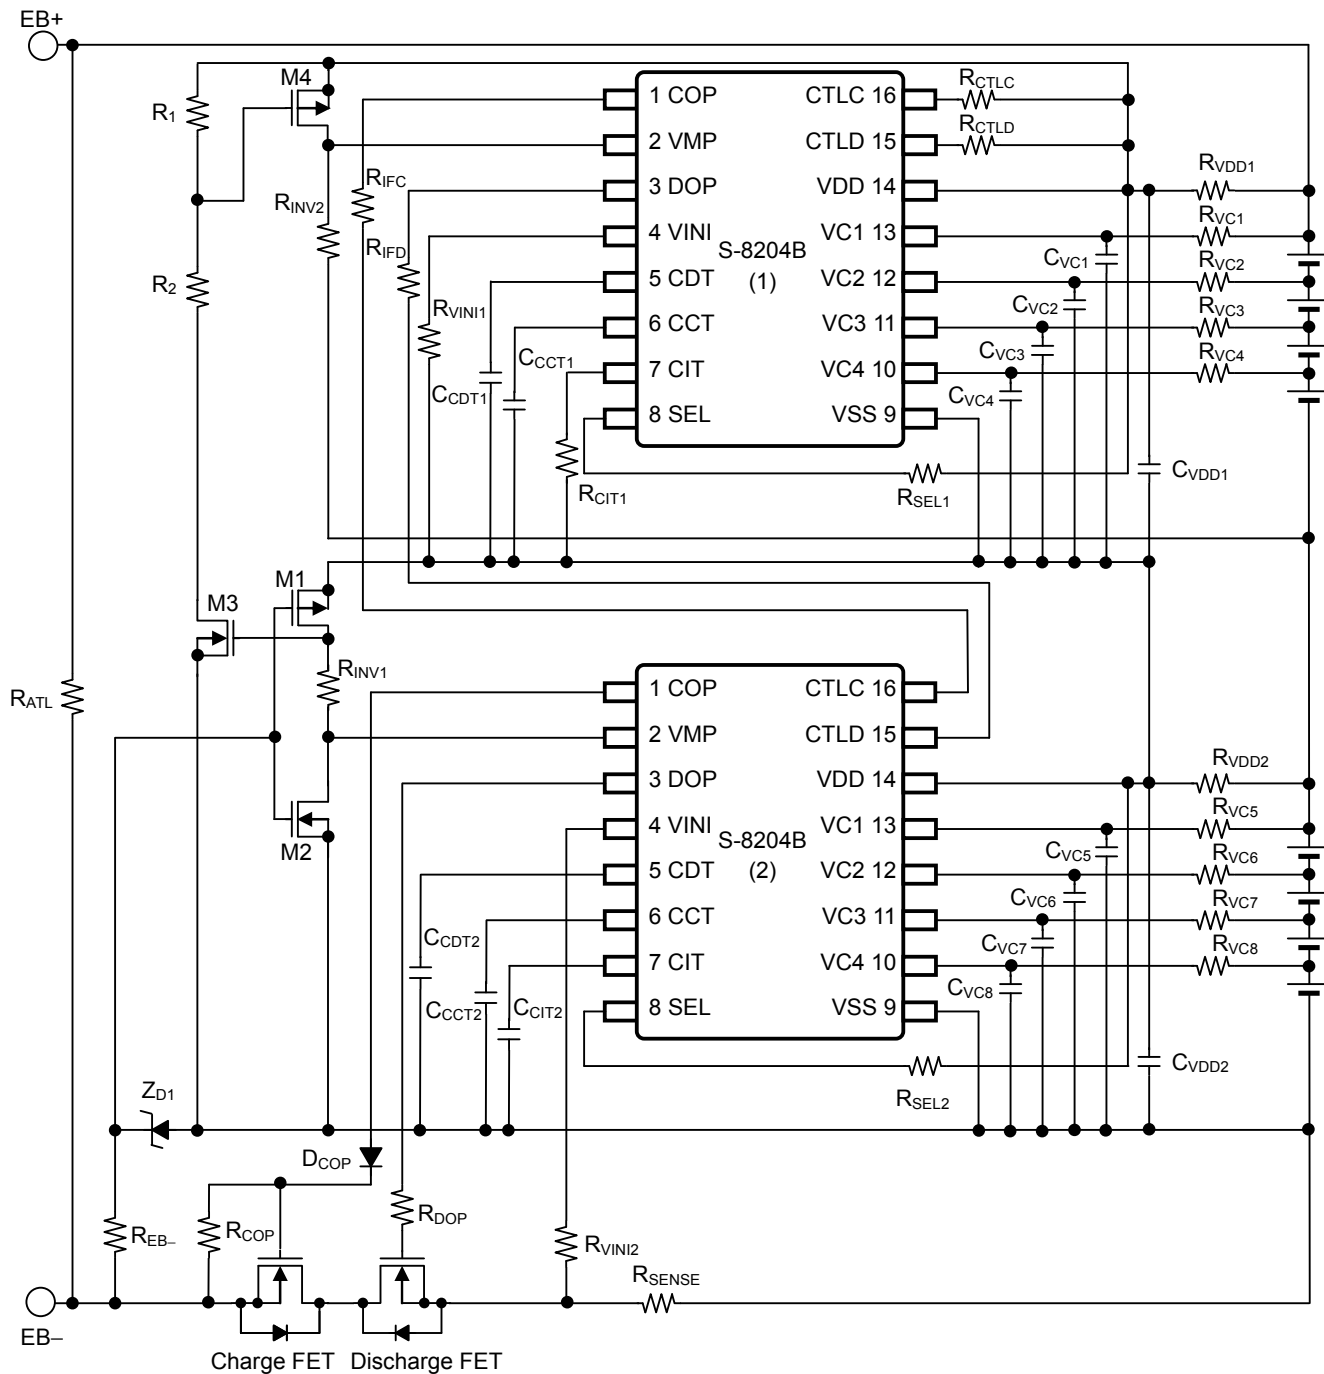 EB+
R1
M4
RINV2
RIFC
RIFD
R2
RVINI1
CCDT1
CCCT1
RCIT1
1 COP
2 VMP
3 DOP
4 VINI
5 CDT
6 CCT
7 CIT
8 SEL
S-8204B
(1)
CTLC 16
CTLD 15
VDD 14
VC1 13
VC2 12
VC3 11
VC4 10
VSS 9
RCTLC
RCTLD
RVDD1
RVC1
RVC2
RVC3
RVC4
CVC1
CVC2
CVC3
CVC4
RSEL1
CVDD1
M1
M3
RINV1
RATL
M2
1 COP
2 VMP
3 DOP
4 VINI
5 CDT
6 CCT
7 CIT
8 SEL
S-8204B
(2)
CTLC 16
CTLD 15
VDD 14
VC1 13
VC2 12
VC3 11
VC4 10
VSS 9
RVDD2
RVC5
RVC6
RVC7
RVC8
CVC5
CVC6
CVC7
CVC8
CCDT2
CCCT2
CCIT2
RSEL2
CVDD2
ZD1
DCOP
REB−
RCOP
RDOP
RVINI2
RSENSE
EB−
Charge FET
Discharge FET